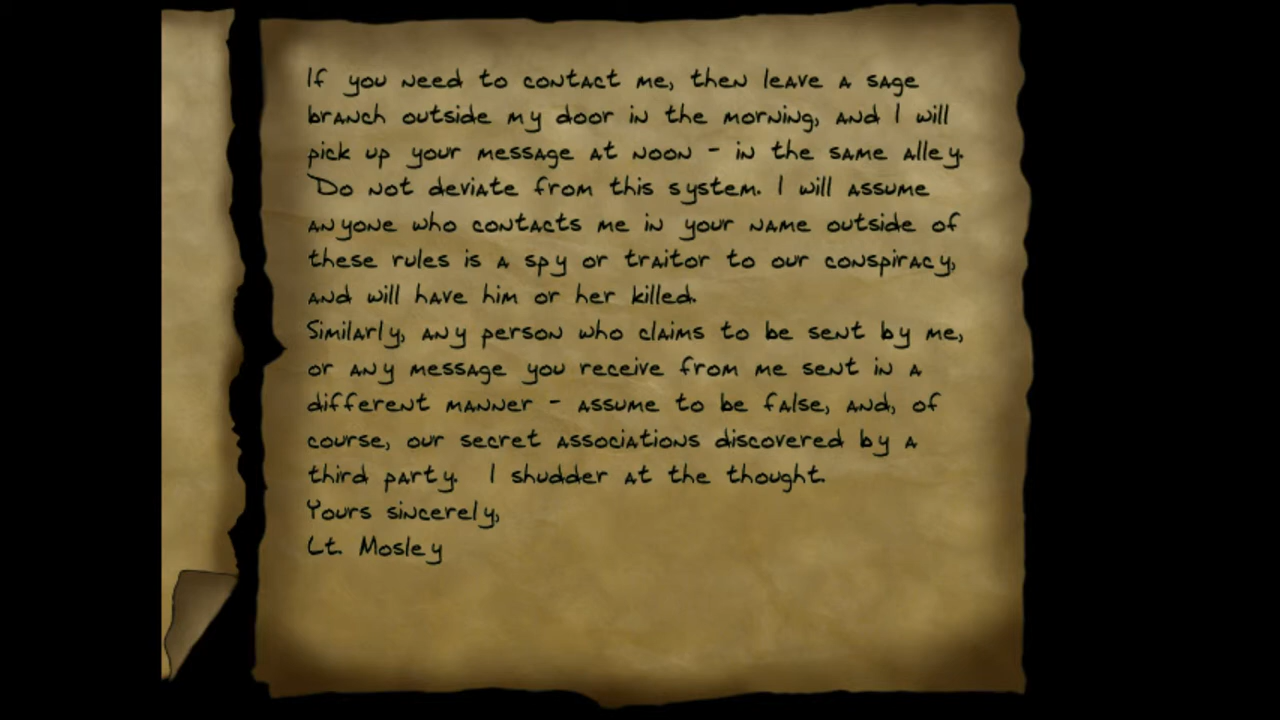 If you need to contact me, then leave a sage
branch outside my door in the morning, and I will
pick up your message at noon - in the same alley.
Do not deviate from this system. I will assume
anyone who contacts me in your name outside of
these rules is a spy or traitor to our conspiracy,
and will have him or her killed.
Similarly, any person who claims to be sent by me,
or any message you receive from me sent in a
different manner - assume to be false, and, of
course, our secret associations discovered by a
third party. I shudder at the thought.
Yours sincerely,
Lt. Mosley